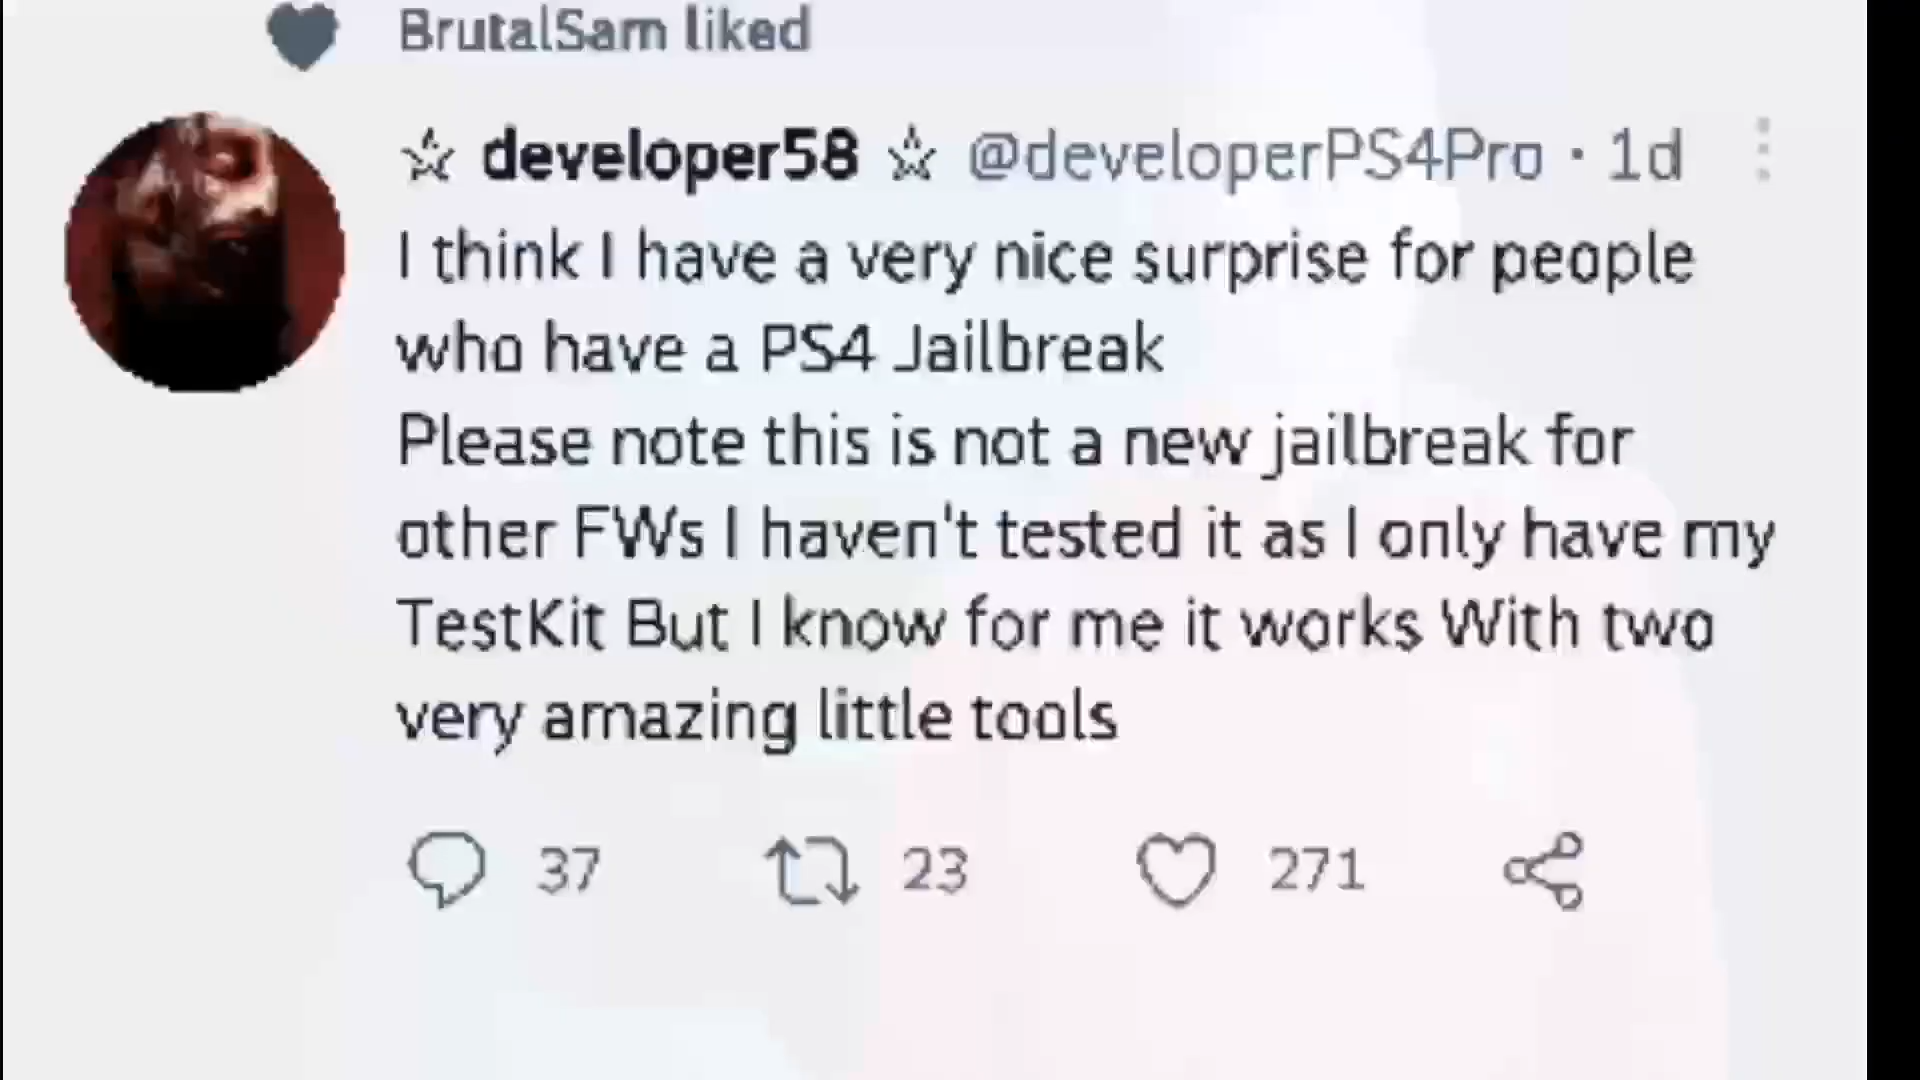 BrutalSam liked
☆ developer58 ☆ @developerPS4Pro · 1d
I think I have a very nice surprise for people
who have a PS4 Jailbreak
Please note this is not a new jailbreak for
other FWs I haven't tested it as I only have my
TestKit But I know for me it works With two
very amazing little tools
37 23 271